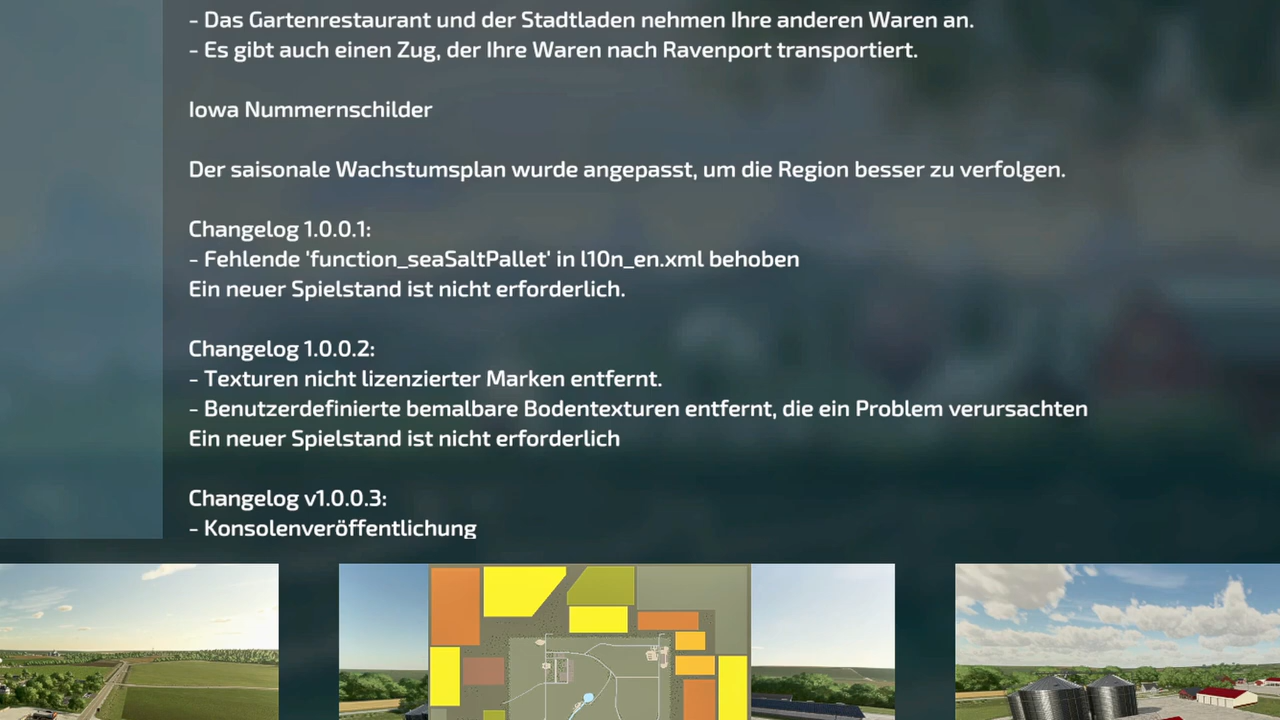 - Das Gartenrestaurant und der Stadtladen nehmen Ihre anderen Waren an.
- Es gibt auch einen Zug, der Ihre Waren nach Ravenport transportiert.
Iowa Nummernschilder
Der saisonale Wachstumsplan wurde angepasst, um die Region besser zu verfolgen.
Changelog 1.0.0.1:
- Fehlende 'function_seaSaltPallet' in l10n_en.xml behoben
Ein neuer Spielstand ist nicht erforderlich.
Changelog 1.0.0.2:
- Texturen nicht lizenzierter Marken entfernt.
- Benutzerdefinierte bemalbare Bodentexturen entfernt, die ein Problem verursachten
Ein neuer Spielstand ist nicht erforderlich
Changelog v1.0.0.3:
- Konsolenveröffentlichung